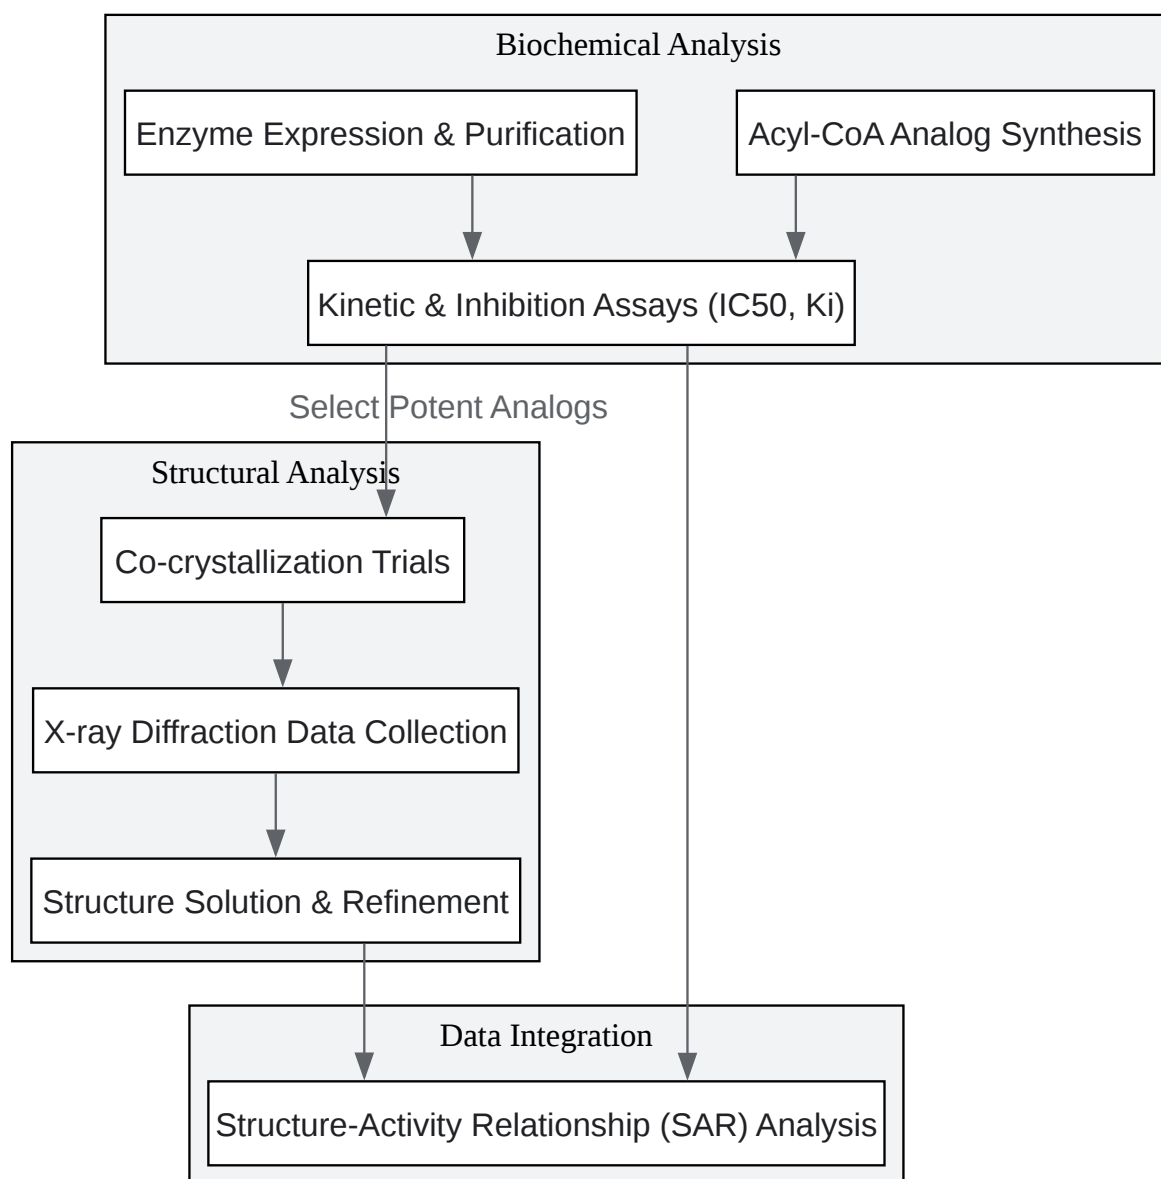 Biochemical Analysis
Enzyme Expression & Purification
Acyl-CoA Analog Synthesis
Kinetic & Inhibition Assays (IC50, Ki)
Select Potent Analogs
Structural Analysis
Co-crystallization Trials
X-ray Diffraction Data Collection
Structure Solution & Refinement
Data Integration
Structure-Activity Relationship (SAR) Analysis